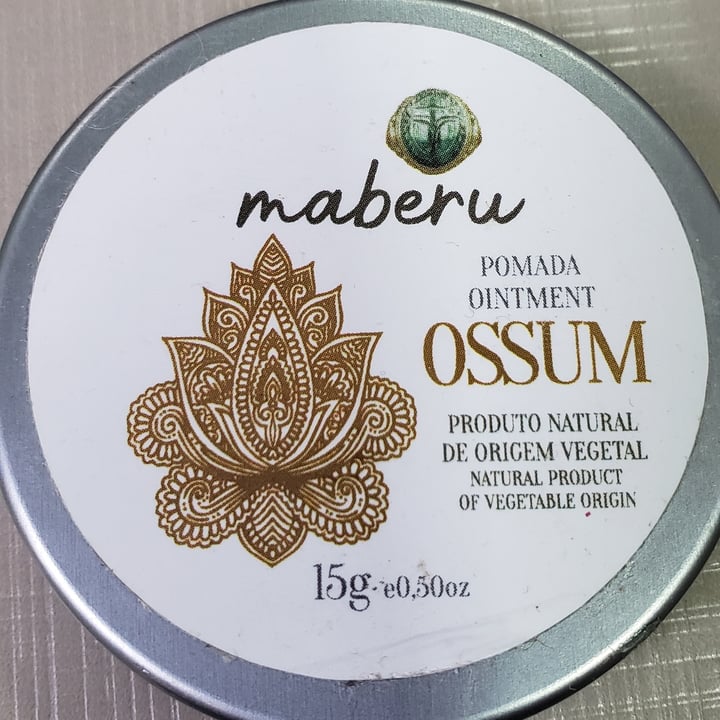 maberu
POMADA
OINTMENT
OSSUM
PRODUTO NATURAL
DE ORIGEM VEGETAL
NATURAL PRODUCT
OF VEGETABLE ORIGIN
15g-e0,50oz